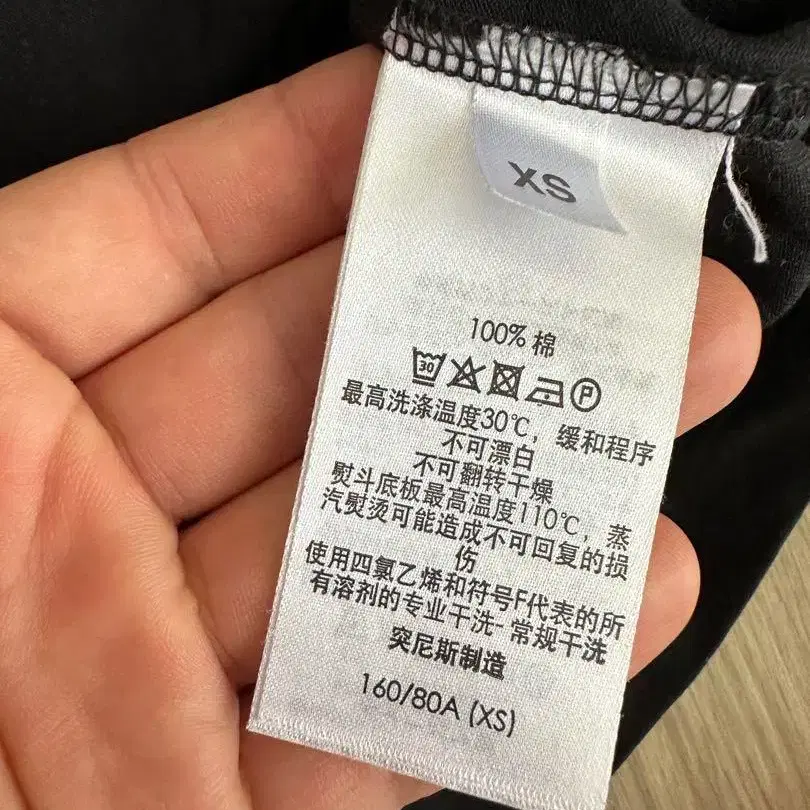 XS
100% 棉
30 P
最高洗涤温度30℃，缓和程序
不可漂白
不可翻转干燥
熨斗底板最高温度110℃，蒸
汽熨烫可能造成不可回复的损
伤
使用四氯乙烯和符号F代表的所
有溶剂的专业干洗-常规干洗
突尼斯制造
160/80A (XS)